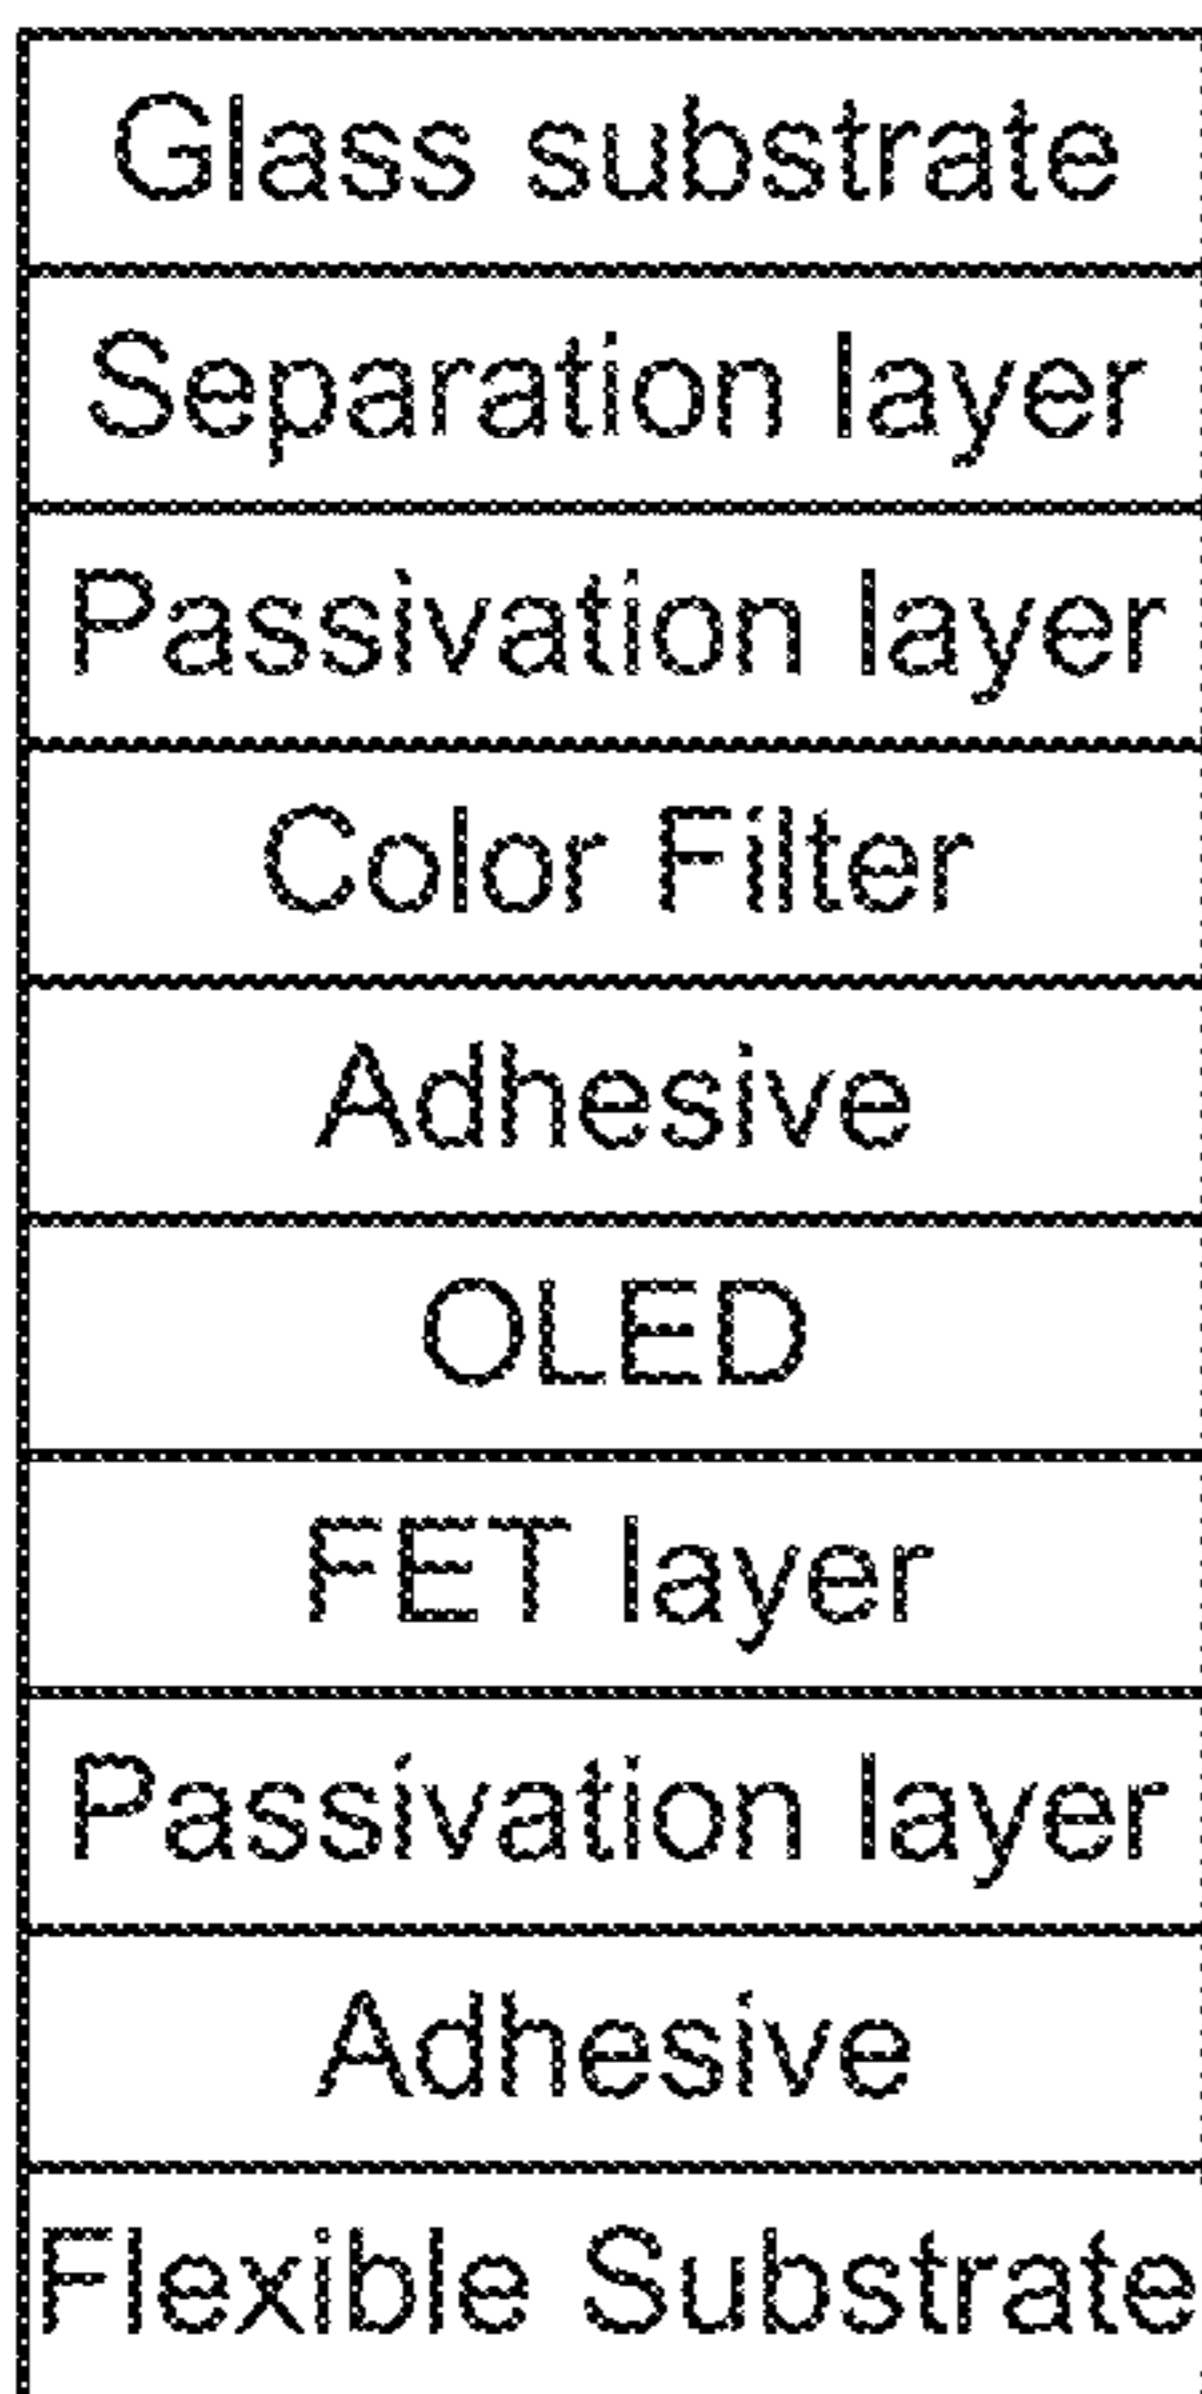 Glass substrate
Separation layer
Passivation layer
Color Filter
Adhesive
OLED
FET layer
Passivation layer
Adhesive
Flexible Substrate